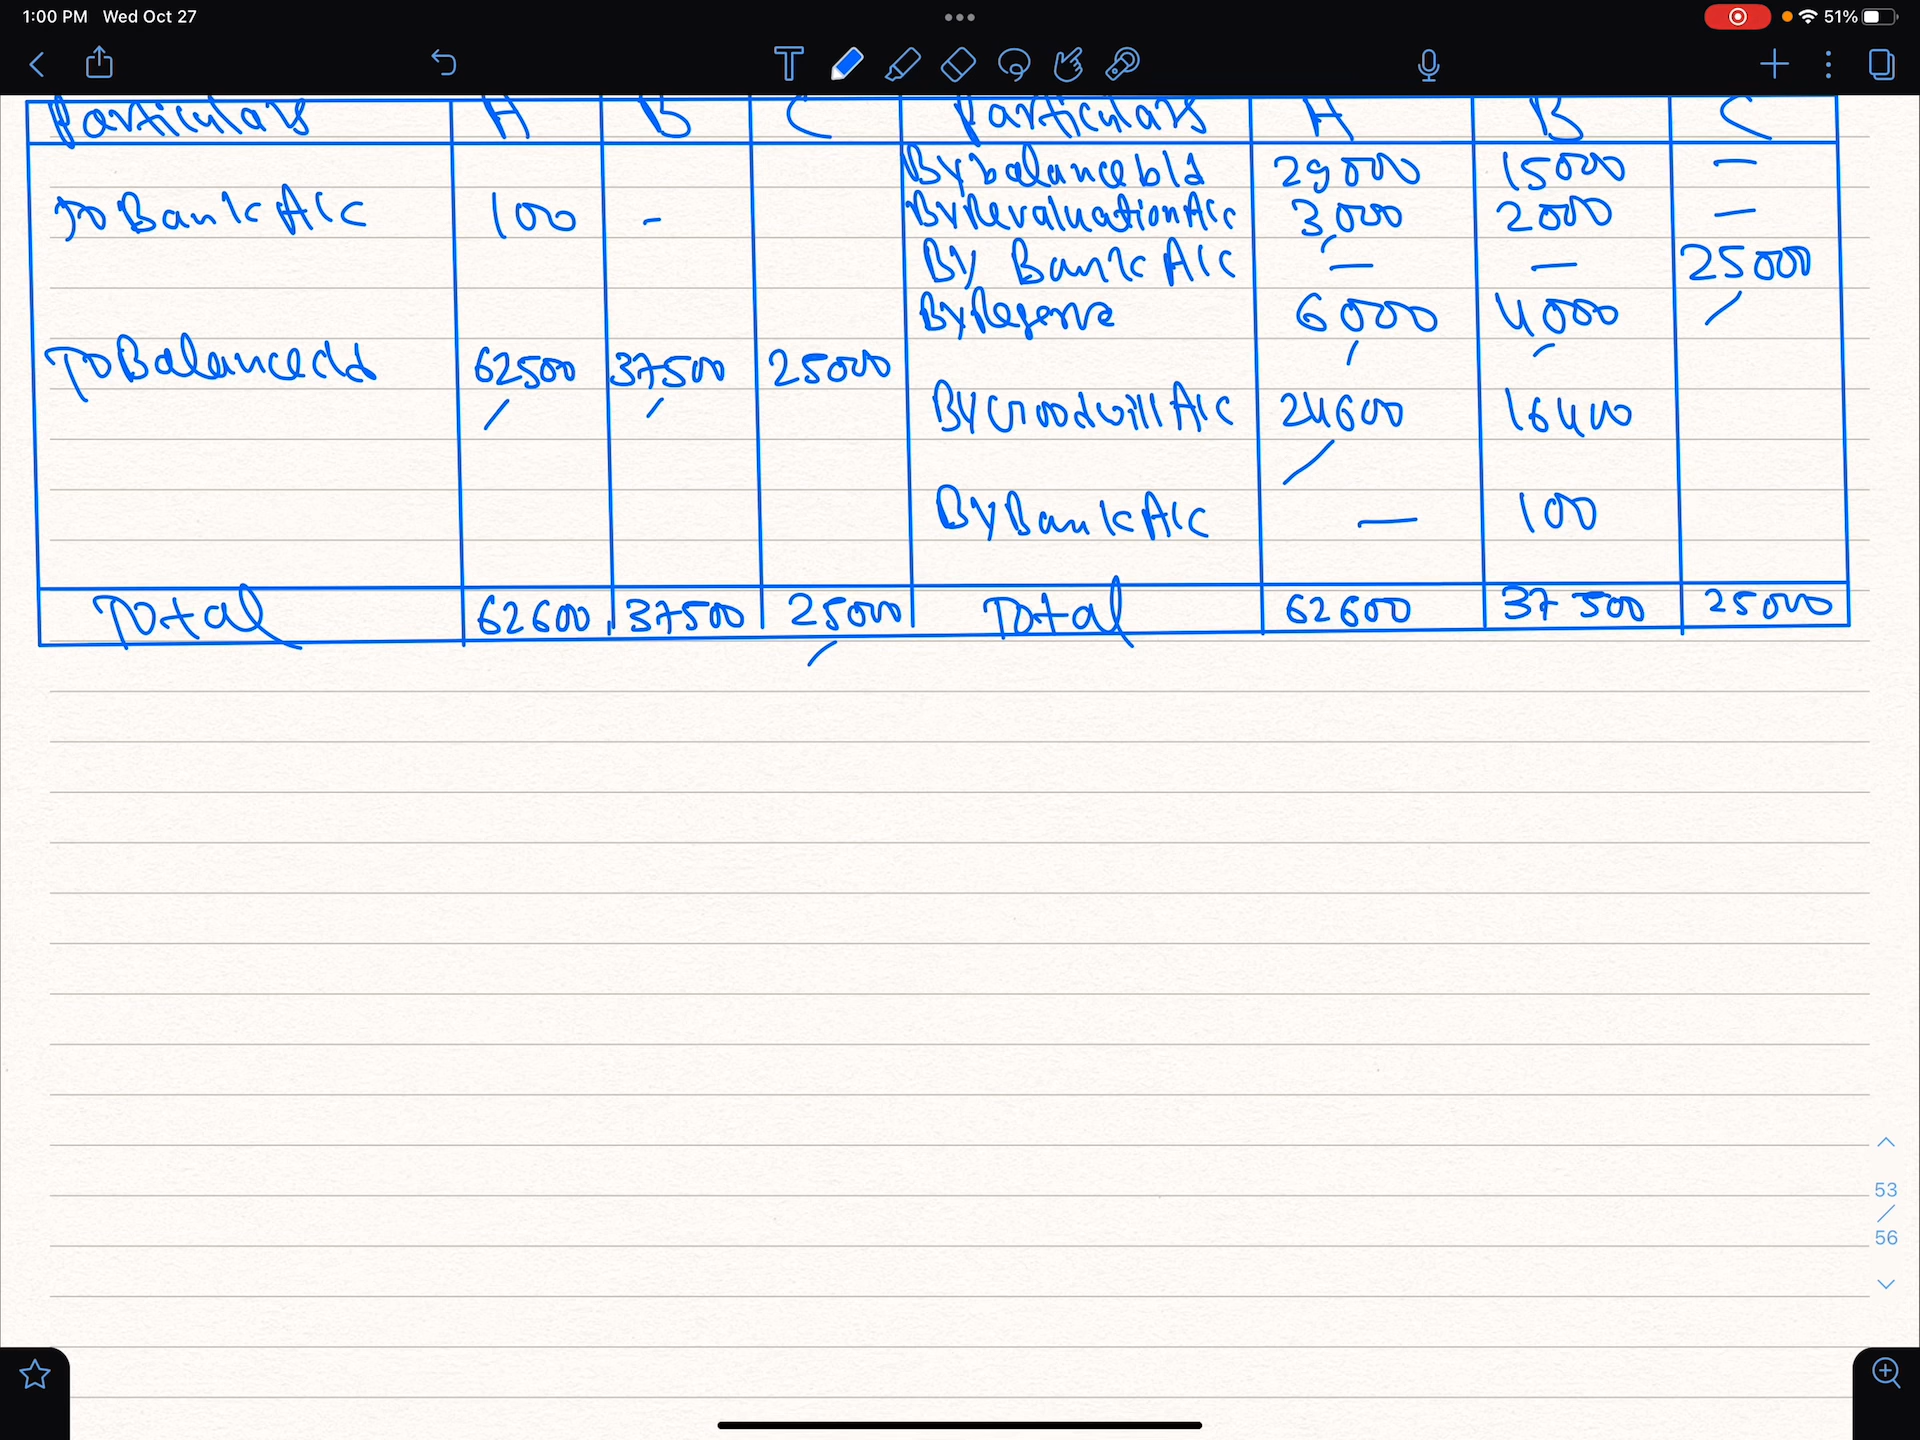 1:00 PM Wed Oct 27
51%
Particulars A B C Particulars A B C
By balance b/d 29000 15000 —
To Bank A/c 100 - By Revaluation A/c 3,000 2000 —
By Bank A/c — — 25000
By Reserve 6000 4000
To Balance c/d 62500 37500 25000
By Goodwill A/c 24600 16400
By Bank A/c — 100
Total 62600 37500 25000 Total 62600 37500 25000
53
/
56